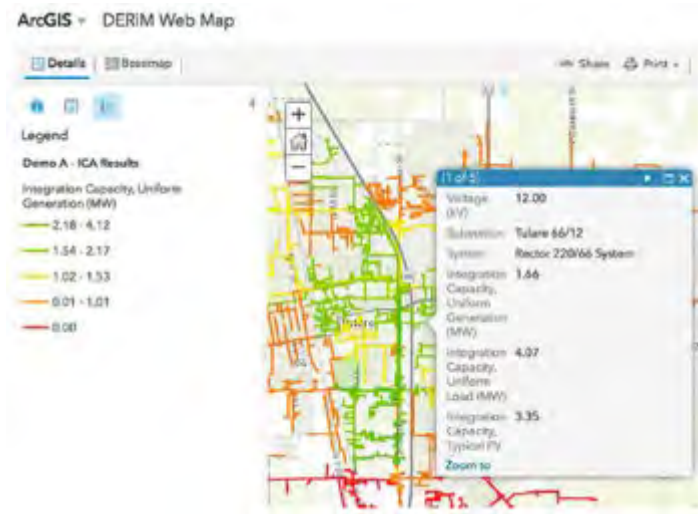 ArcGIS DERiM Web Map
Details Basemap
Share Print
Legend
Demo A - ICA Results
Integration Capacity, Uniform
Generation (MW)
2.18 - 4.12
1.54 - 2.17
1.02 - 1.53
0.01 - 1.01
0.00
Tulare
(1 of 5)
Voltage 12.00
(kV)
Substation Tulare 66/12
System Rector 220/66 System
Integration 1.66
Capacity,
Uniform
Generation
(MW)
Integration 4.07
Capacity,
Uniform
Load (MW)
Integration 3.35
Capacity,
Typical PV
Zoom to